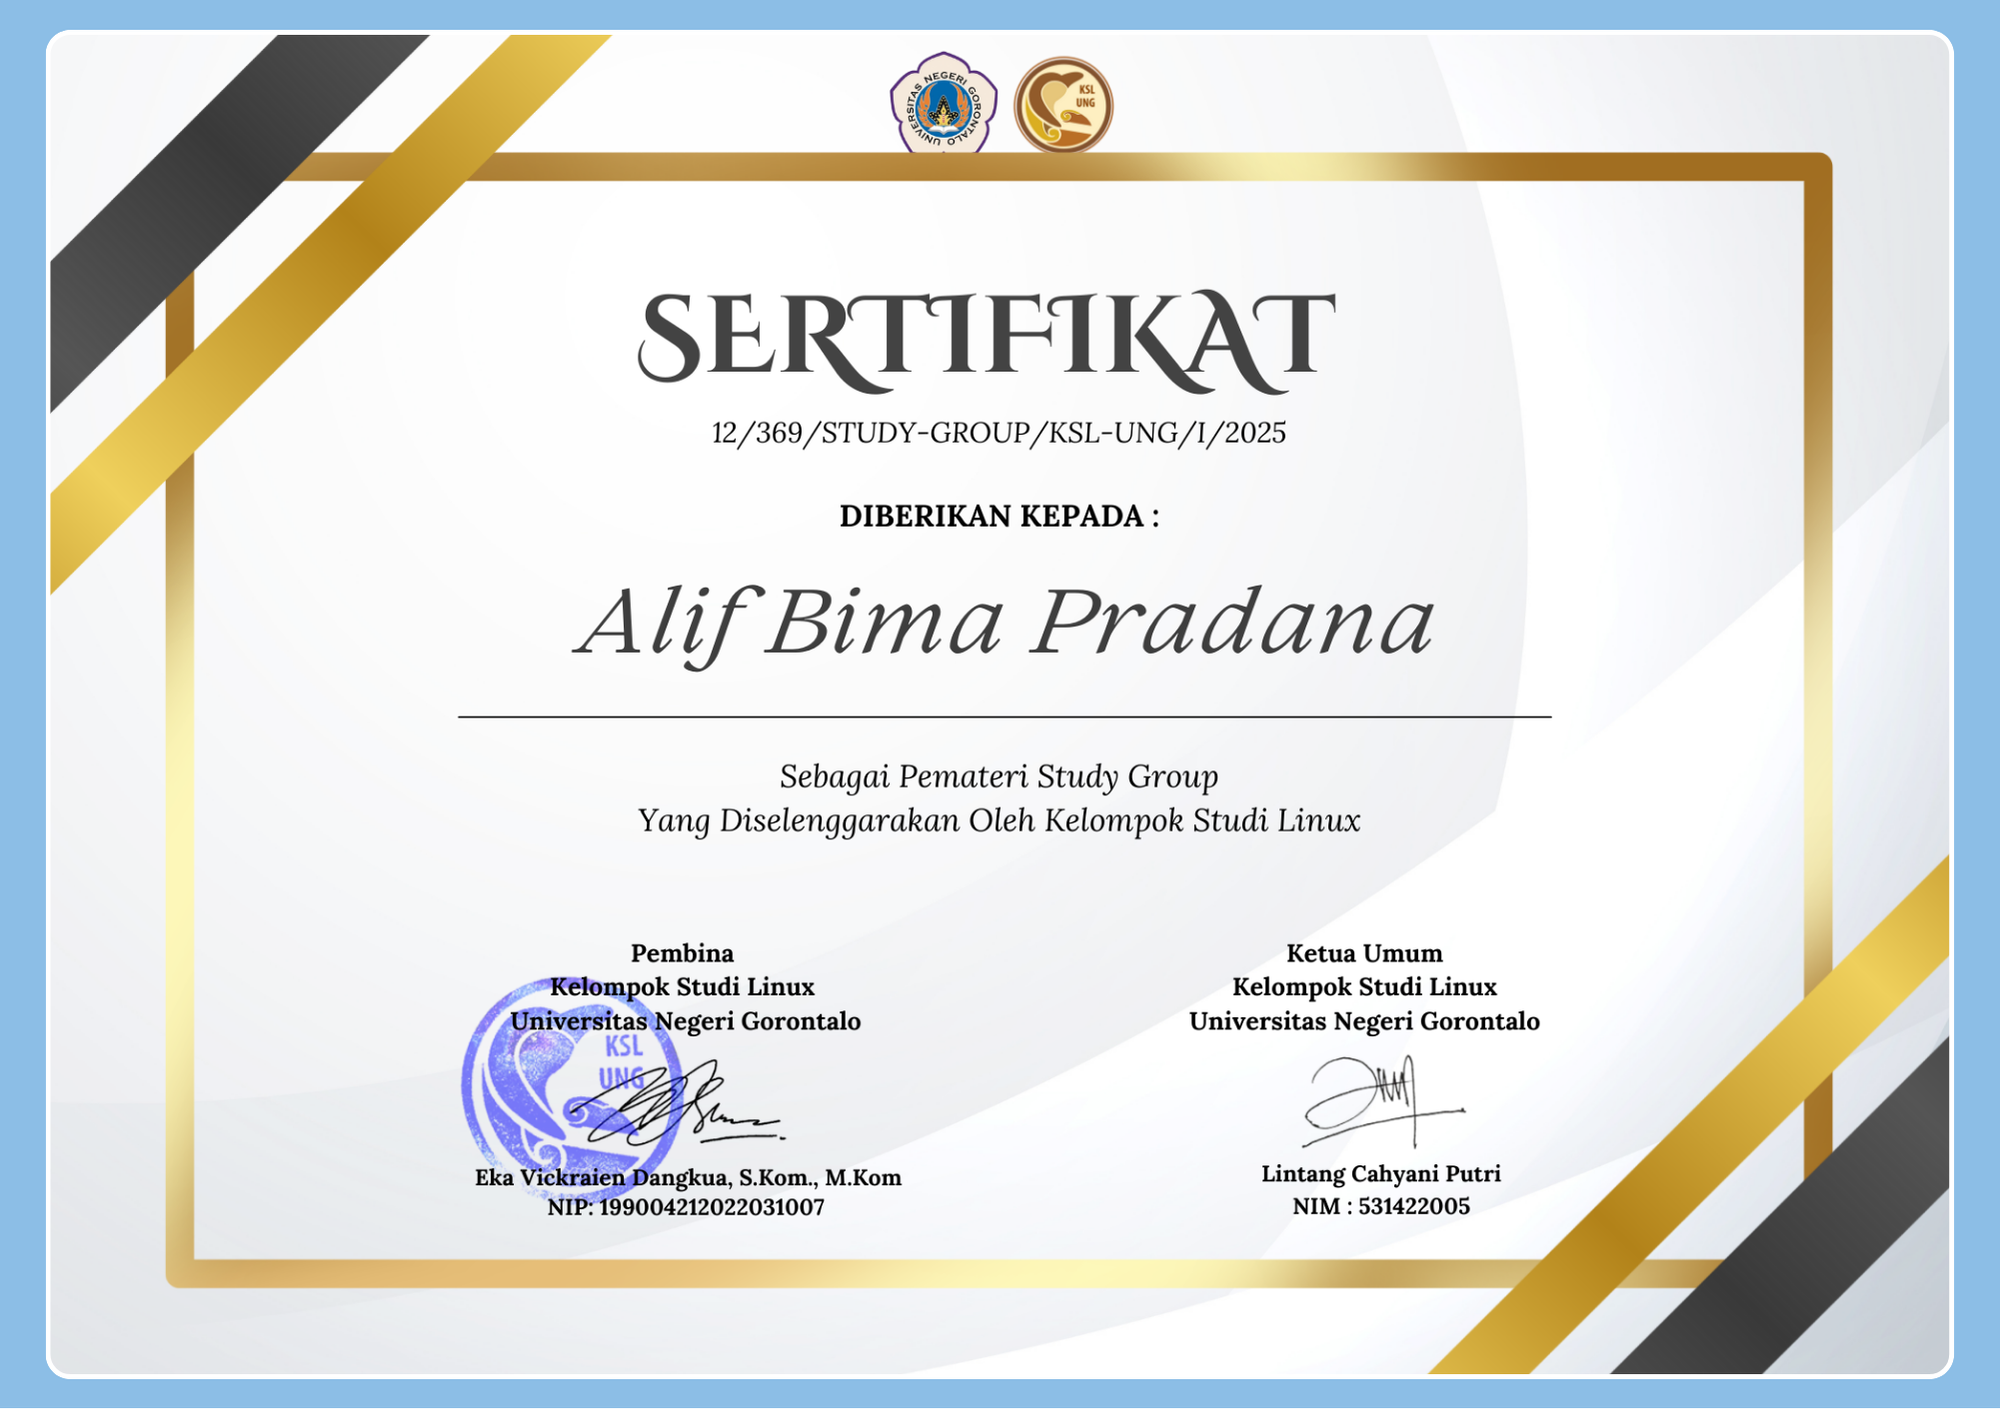 UNIVERSITAS NEGERI GORONTALO
KSL
UNG
SERTIFIKAT
12/369/STUDY-GROUP/KSL-UNG/I/2025
DIBERIKAN KEPADA :
Alif Bima Pradana
Sebagai Pemateri Study Group
Yang Diselenggarakan Oleh Kelompok Studi Linux
Pembina
Kelompok Studi Linux
Universitas Negeri Gorontalo
KSL
UNG
Eka Vickraien Dangkua, S.Kom., M.Kom
NIP: 199004212022031007
Ketua Umum
Kelompok Studi Linux
Universitas Negeri Gorontalo
Lintang Cahyani Putri
NIM : 531422005